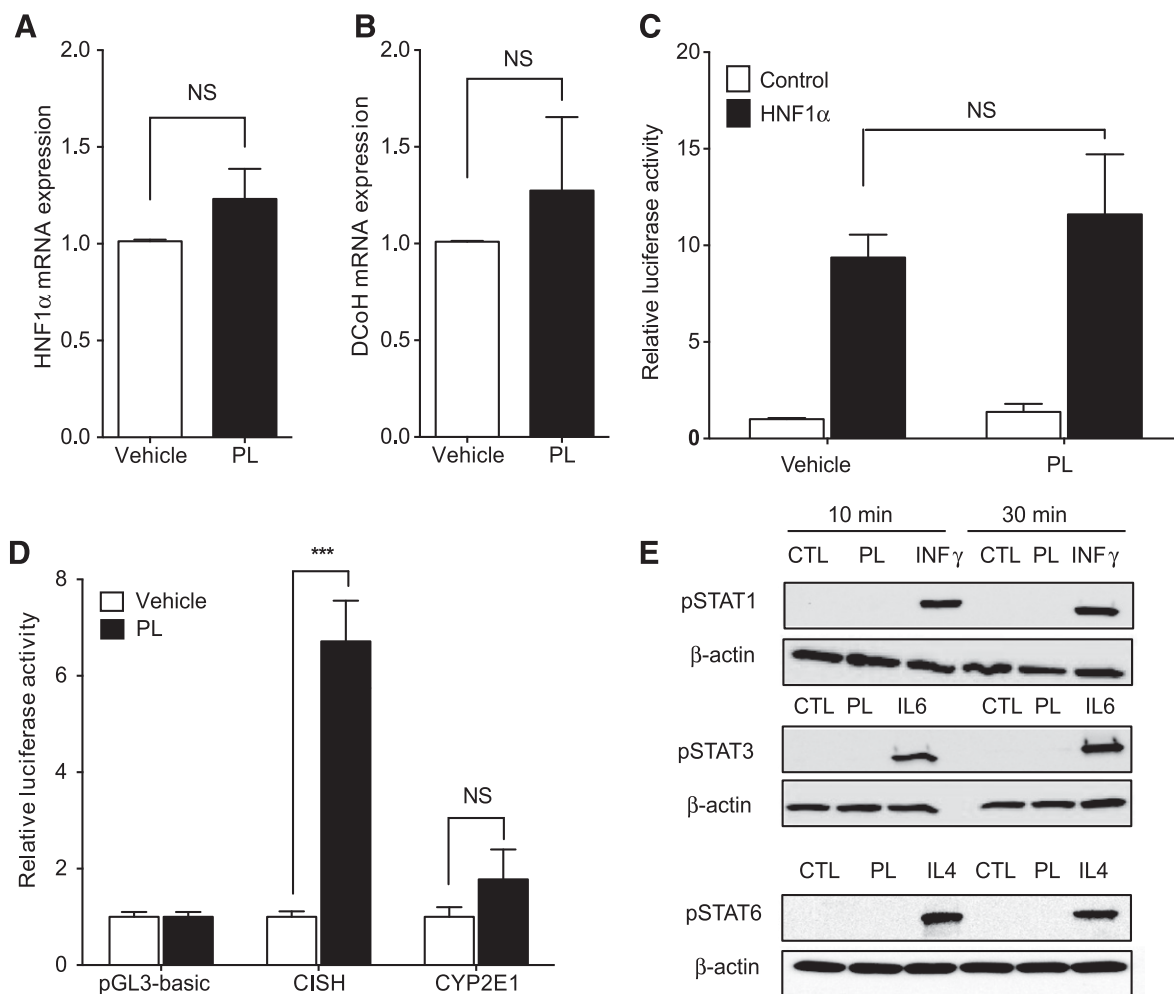 A
HNF1α mRNA expression
2.0
1.5
1.0
0.5
0.0
NS
Vehicle PL
B
DCoH mRNA expression
2.0
1.5
1.0
0.5
0.0
NS
Vehicle PL
C
Relative luciferase activity
20
15
10
5
0
Control
HNF1α
NS
Vehicle PL
D
Relative luciferase activity
8
6
4
2
0
Vehicle
PL
***
NS
pGL3-basic CISH CYP2E1
E
10 min 30 min
CTL PL INFγ CTL PL INFγ
pSTAT1
β-actin
CTL PL IL6 CTL PL IL6
pSTAT3
β-actin
CTL PL IL4 CTL PL IL4
pSTAT6
β-actin